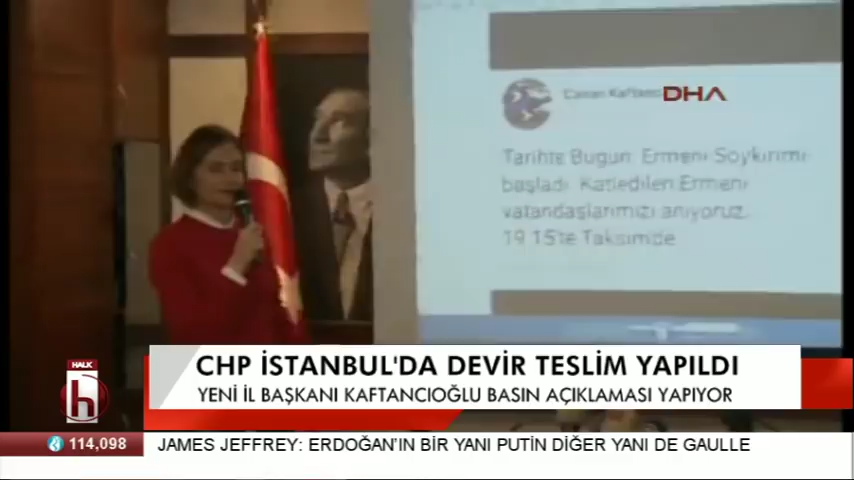 Canan Kaftancı
DHA
Tarihte Bugün Ermeni Soykırımı
başladı. Katledilen Ermeni
vatandaşlarımızı anıyoruz.
19.15'te Taksimde
CHP İSTANBUL'DA DEVİR TESLİM YAPILDI
YENİ İL BAŞKANI KAFTANCIOĞLU BASIN AÇIKLAMASI YAPIYOR
HALK
h
114,098
JAMES JEFFREY: ERDOĞAN'IN BİR YANI PUTIN DİĞER YANI DE GAULLE